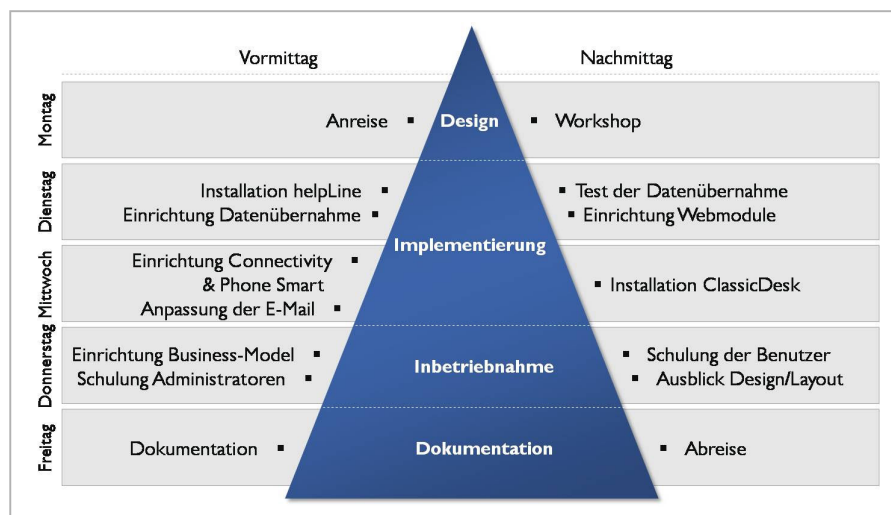 Vormittag
Nachmittag
Montag
Anreise ▪
Design
▪ Workshop
Dienstag
Installation helpLine ▪
Einrichtung Datenübernahme ▪
▪ Test der Datenübernahme
▪ Einrichtung Webmodule
Implementierung
Mittwoch
Einrichtung Connectivity ▪
& Phone Smart
Anpassung der E-Mail ▪
▪ Installation ClassicDesk
Donnerstag
Einrichtung Business-Model ▪
Schulung Administratoren ▪
Inbetriebnahme
▪ Schulung der Benutzer
▪ Ausblick Design/Layout
Freitag
Dokumentation ▪
Dokumentation
▪ Abreise